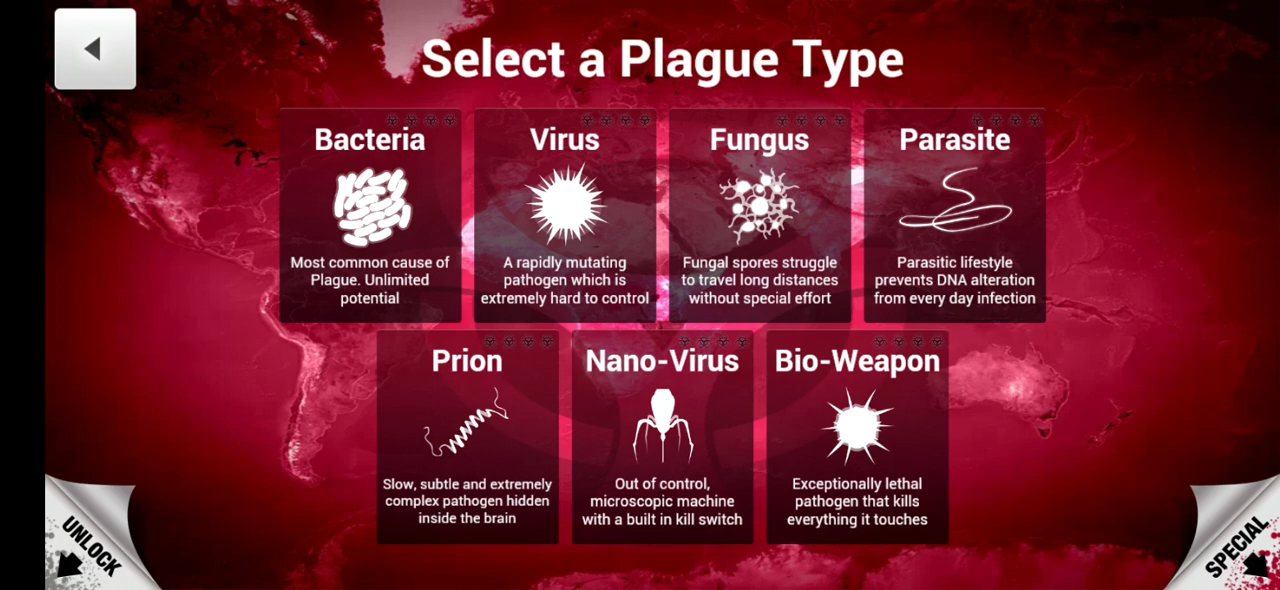 Select a Plague Type
Bacteria
Most common cause of
Plague. Unlimited
potential
Virus
A rapidly mutating
pathogen which is
extremely hard to control
Fungus
Fungal spores struggle
to travel long distances
without special effort
Parasite
Parasitic lifestyle
prevents DNA alteration
from every day infection
Prion
Slow, subtle and extremely
complex pathogen hidden
inside the brain
Nano-Virus
Out of control,
microscopic machine
with a built in kill switch
Bio-Weapon
Exceptionally lethal
pathogen that kills
everything it touches
UNLOCK
SPECIAL